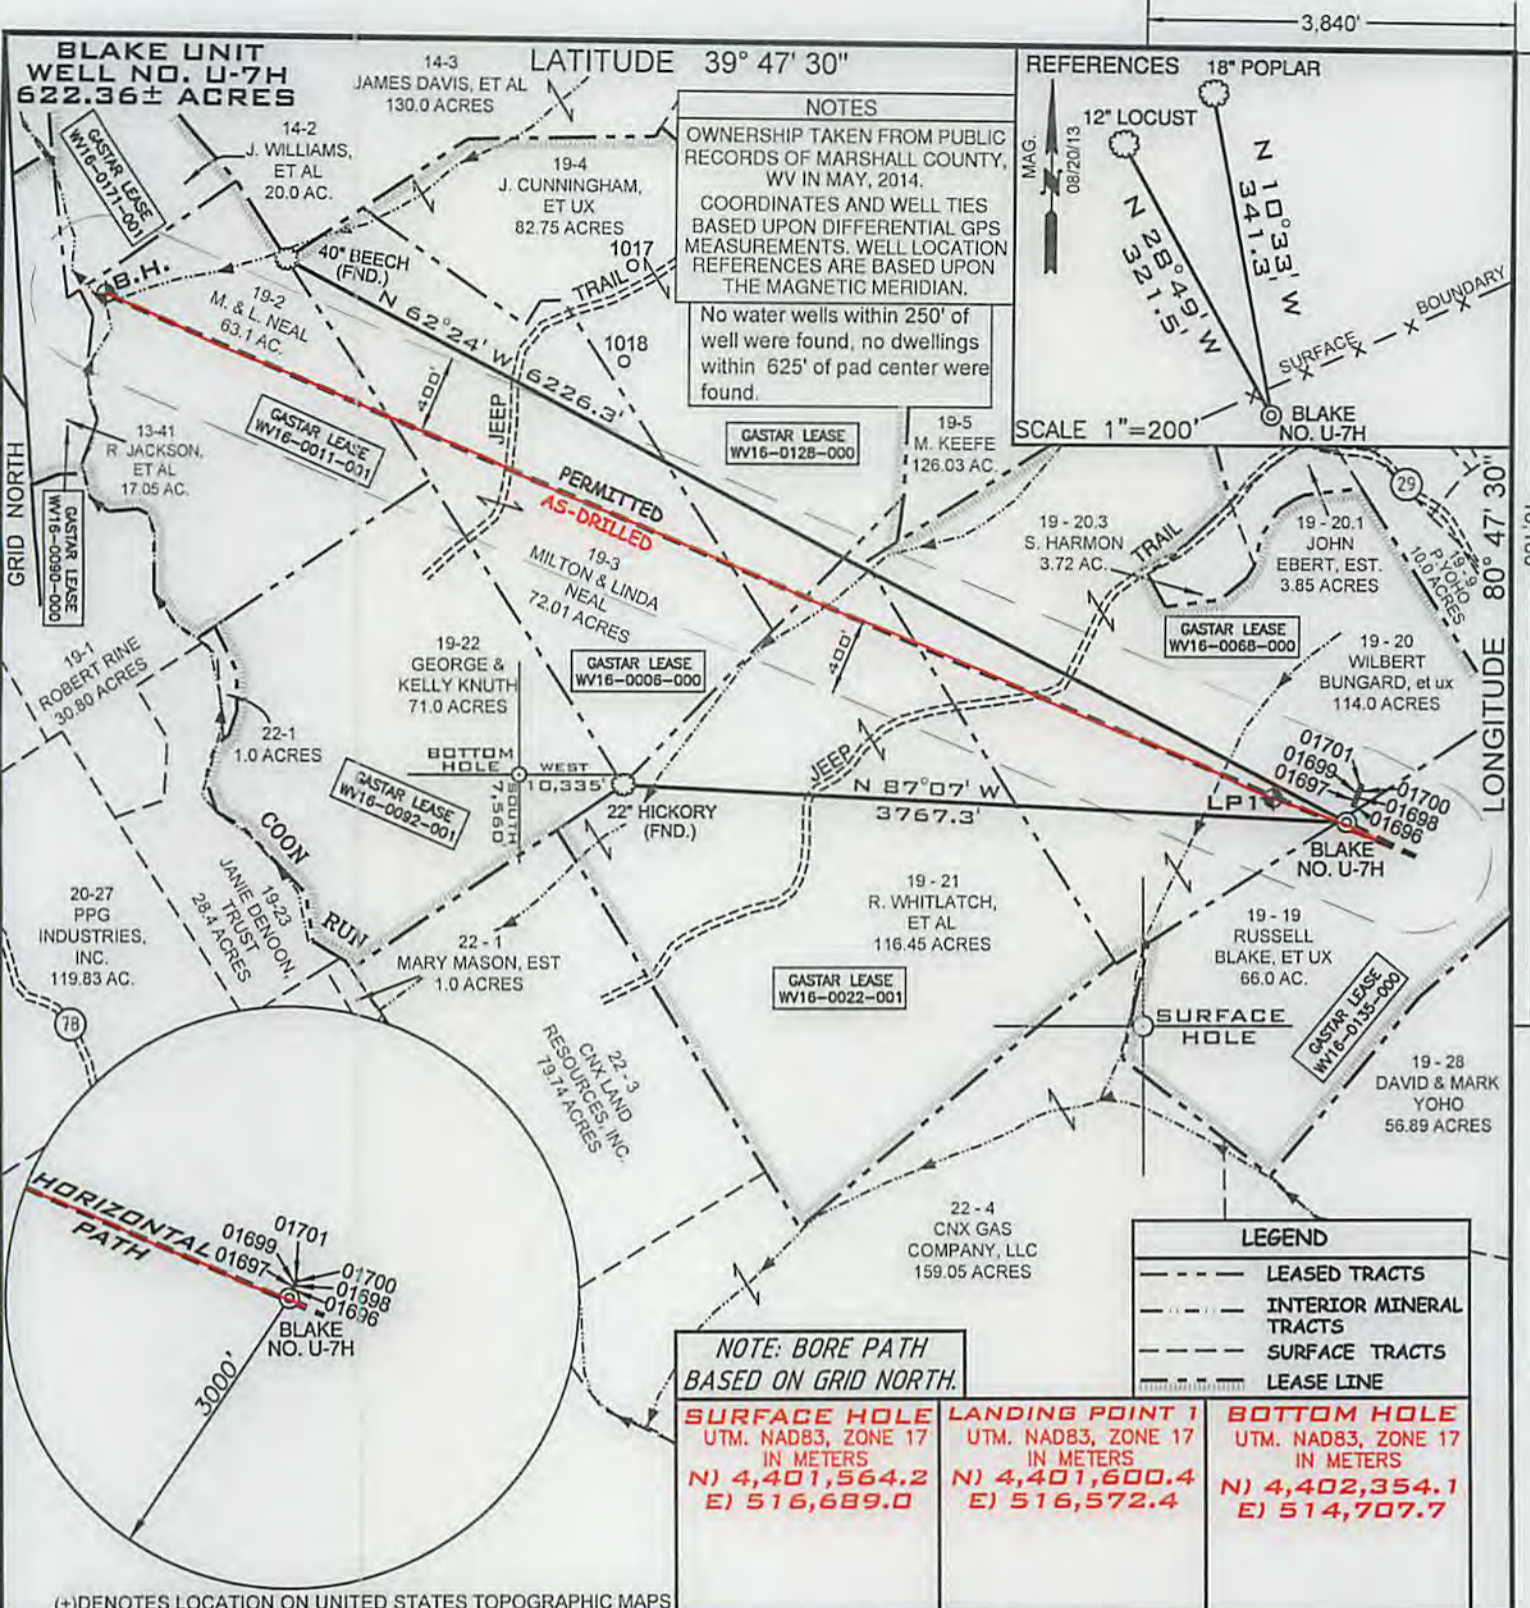 3,840'
BLAKE UNIT
WELL NO. U-7H
622.36± ACRES
LATITUDE 39° 47' 30"
14-3
JAMES DAVIS, ET AL
130.0 ACRES
GASTAR LEASE
WV16-0171-001
14-2
J. WILLIAMS,
ET AL
20.0 AC.
19-4
J. CUNNINGHAM,
ET UX
82.75 ACRES
NOTES
OWNERSHIP TAKEN FROM PUBLIC
RECORDS OF MARSHALL COUNTY,
WV IN MAY, 2014.
COORDINATES AND WELL TIES
BASED UPON DIFFERENTIAL GPS
MEASUREMENTS. WELL LOCATION
REFERENCES ARE BASED UPON
THE MAGNETIC MERIDIAN.
No water wells within 250' of
well were found, no dwellings
within 625' of pad center were
found.
REFERENCES
18" POPLAR
12" LOCUST
MAG.
08/20/13
N 10°33' W
341.3'
N 28°49' W
321.5'
SURFACE
BOUNDARY
BLAKE
NO. U-7H
SCALE 1"=200'
B.H.
40" BEECH
(FND.)
19-2
M. & L. NEAL
63.1 AC.
N 62°24' W 6226.3'
TRAIL
1017
1018
400'
JEEP
GASTAR LEASE
WV16-0011-001
13-41
R. JACKSON,
ET AL
17.05 AC.
GRID NORTH
GASTAR LEASE
WV16-0090-000
GASTAR LEASE
WV16-0128-000
19-5
M. KEEFE
126.03 AC.
PERMITTED
AS-DRILLED
19-3
MILTON & LINDA
NEAL
72.01 ACRES
19 - 20.3
S. HARMON
3.72 AC.
TRAIL
19 - 20.1
JOHN
EBERT, EST.
3.85 ACRES
29
19 - 9
P YOHO
10.0 ACRES
LONGITUDE 80° 47' 30"
GASTAR LEASE
WV16-0068-000
19 - 20
WILBERT
BUNGARD, et ux
114.0 ACRES
19-1
ROBERT RINE
30.80 ACRES
19-22
GEORGE &
KELLY KNUTH
71.0 ACRES
GASTAR LEASE
WV16-0006-000
400'
22-1
1.0 ACRES
BOTTOM
HOLE
WEST
10,335'
SOUTH
7,560
GASTAR LEASE
WV16-0092-001
22" HICKORY
(FND.)
JEEP
N 87°07' W
3767.3'
LP1
01701
01699
01697
01700
01698
01696
BLAKE
NO. U-7H
COON
RUN
20-27
PPG
INDUSTRIES,
INC.
119.83 AC.
19-23
JANIE DENOON,
TRUST
28.4 ACRES
22 - 1
MARY MASON, EST
1.0 ACRES
19 - 21
R. WHITLATCH,
ET AL
116.45 ACRES
GASTAR LEASE
WV16-0022-001
19 - 19
RUSSELL
BLAKE, ET UX
66.0 AC.
GASTAR LEASE
WV16-0135-000
SURFACE
HOLE
78
22 - 3
CNX LAND
RESOURCES, INC.
79.74 ACRES
19 - 28
DAVID & MARK
YOHO
56.89 ACRES
22 - 4
CNX GAS
COMPANY, LLC
159.05 ACRES
HORIZONTAL
PATH
01701
01699
01697
01700
01698
01696
BLAKE
NO. U-7H
3000'
LEGEND
LEASED TRACTS
INTERIOR MINERAL
TRACTS
SURFACE TRACTS
LEASE LINE
NOTE: BORE PATH
BASED ON GRID NORTH.
SURFACE HOLE
UTM. NAD83, ZONE 17
IN METERS
N) 4,401,564.2
E) 516,689.0
LANDING POINT 1
UTM. NAD83, ZONE 17
IN METERS
N) 4,401,600.4
E) 516,572.4
BOTTOM HOLE
UTM. NAD83, ZONE 17
IN METERS
N) 4,402,354.1
E) 514,707.7
(+)DENOTES LOCATION ON UNITED STATES TOPOGRAPHIC MAPS